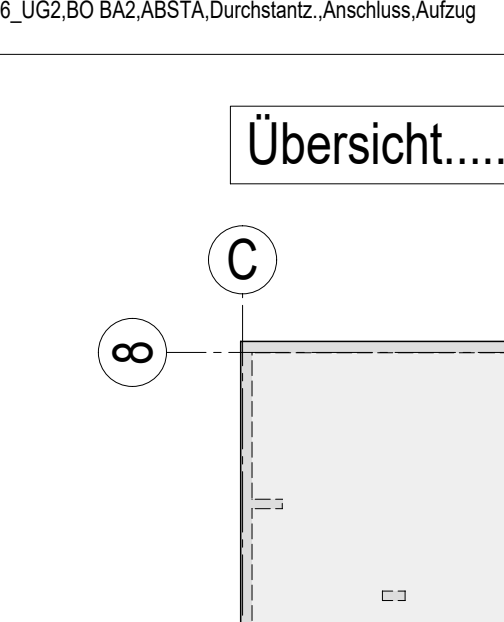 6_UG2,BO BA2,ABSTA,Durchstantz.,Anschluss,Aufzug
Übersicht.....
C
8